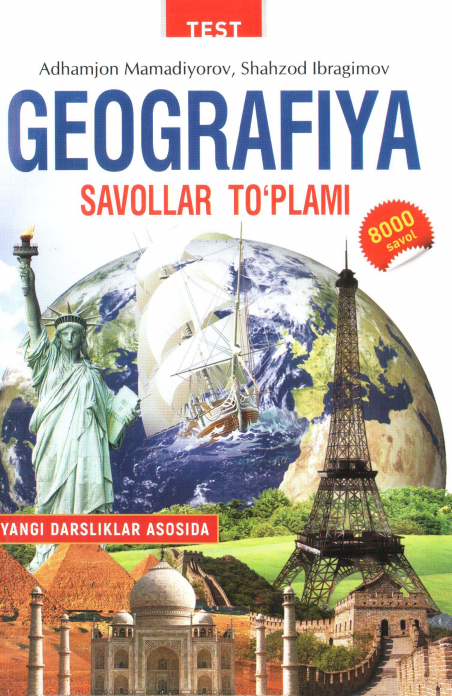 TEST
Adhamjon Mamadiyorov, Shahzod Ibragimov
GEOGRAFIYA
SAVOLLAR TO‘PLAMI
8000
savol
YANGI DARSLIKLAR ASOSIDA